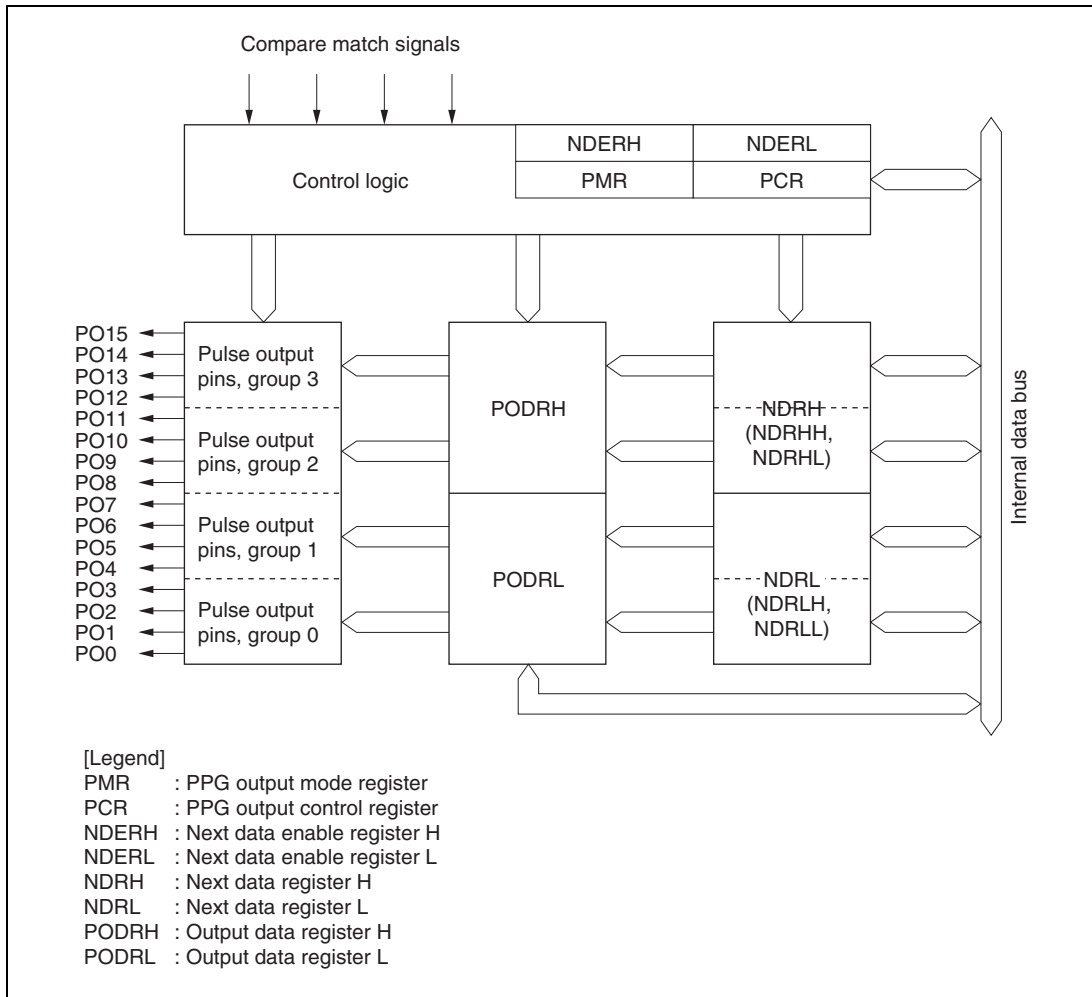 Compare match signals
NDERH NDERL
Control logic PMR PCR
PO15
PO14
PO13
PO12
PO11
PO10
PO9
PO8
PO7
PO6
PO5
PO4
PO3
PO2
PO1
PO0
Pulse output
pins, group 3
Pulse output
pins, group 2
Pulse output
pins, group 1
Pulse output
pins, group 0
PODRH
PODRL
NDRH
(NDRHH,
NDRHL)
NDRL
(NDRLH,
NDRLL)
Internal data bus
[Legend]
PMR : PPG output mode register
PCR : PPG output control register
NDERH : Next data enable register H
NDERL : Next data enable register L
NDRH : Next data register H
NDRL : Next data register L
PODRH : Output data register H
PODRL : Output data register L